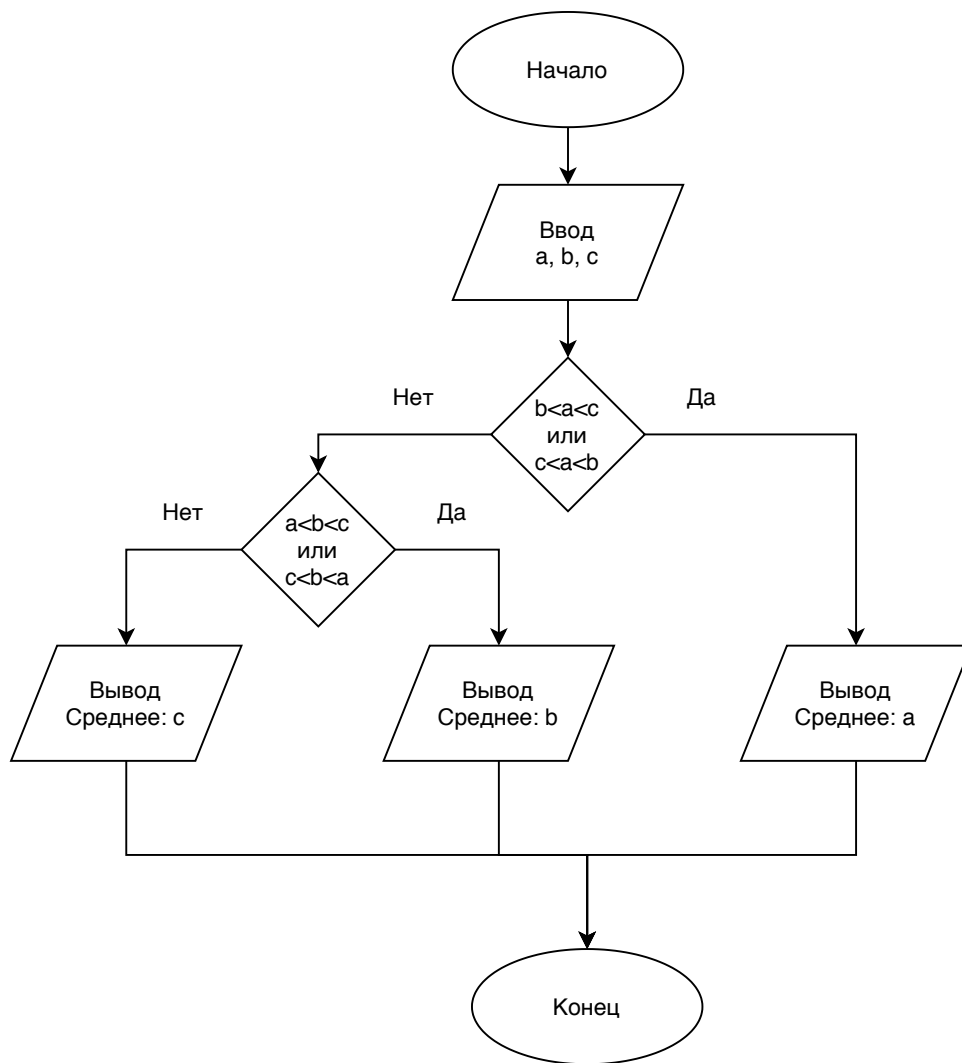 Начало
Ввод
a, b, c
Нет
b<a<c
или
c<a<b
Да
Нет
a<b<c
или
c<b<a
Да
Вывод
Среднее: c
Вывод
Среднее: b
Вывод
Среднее: a
Конец